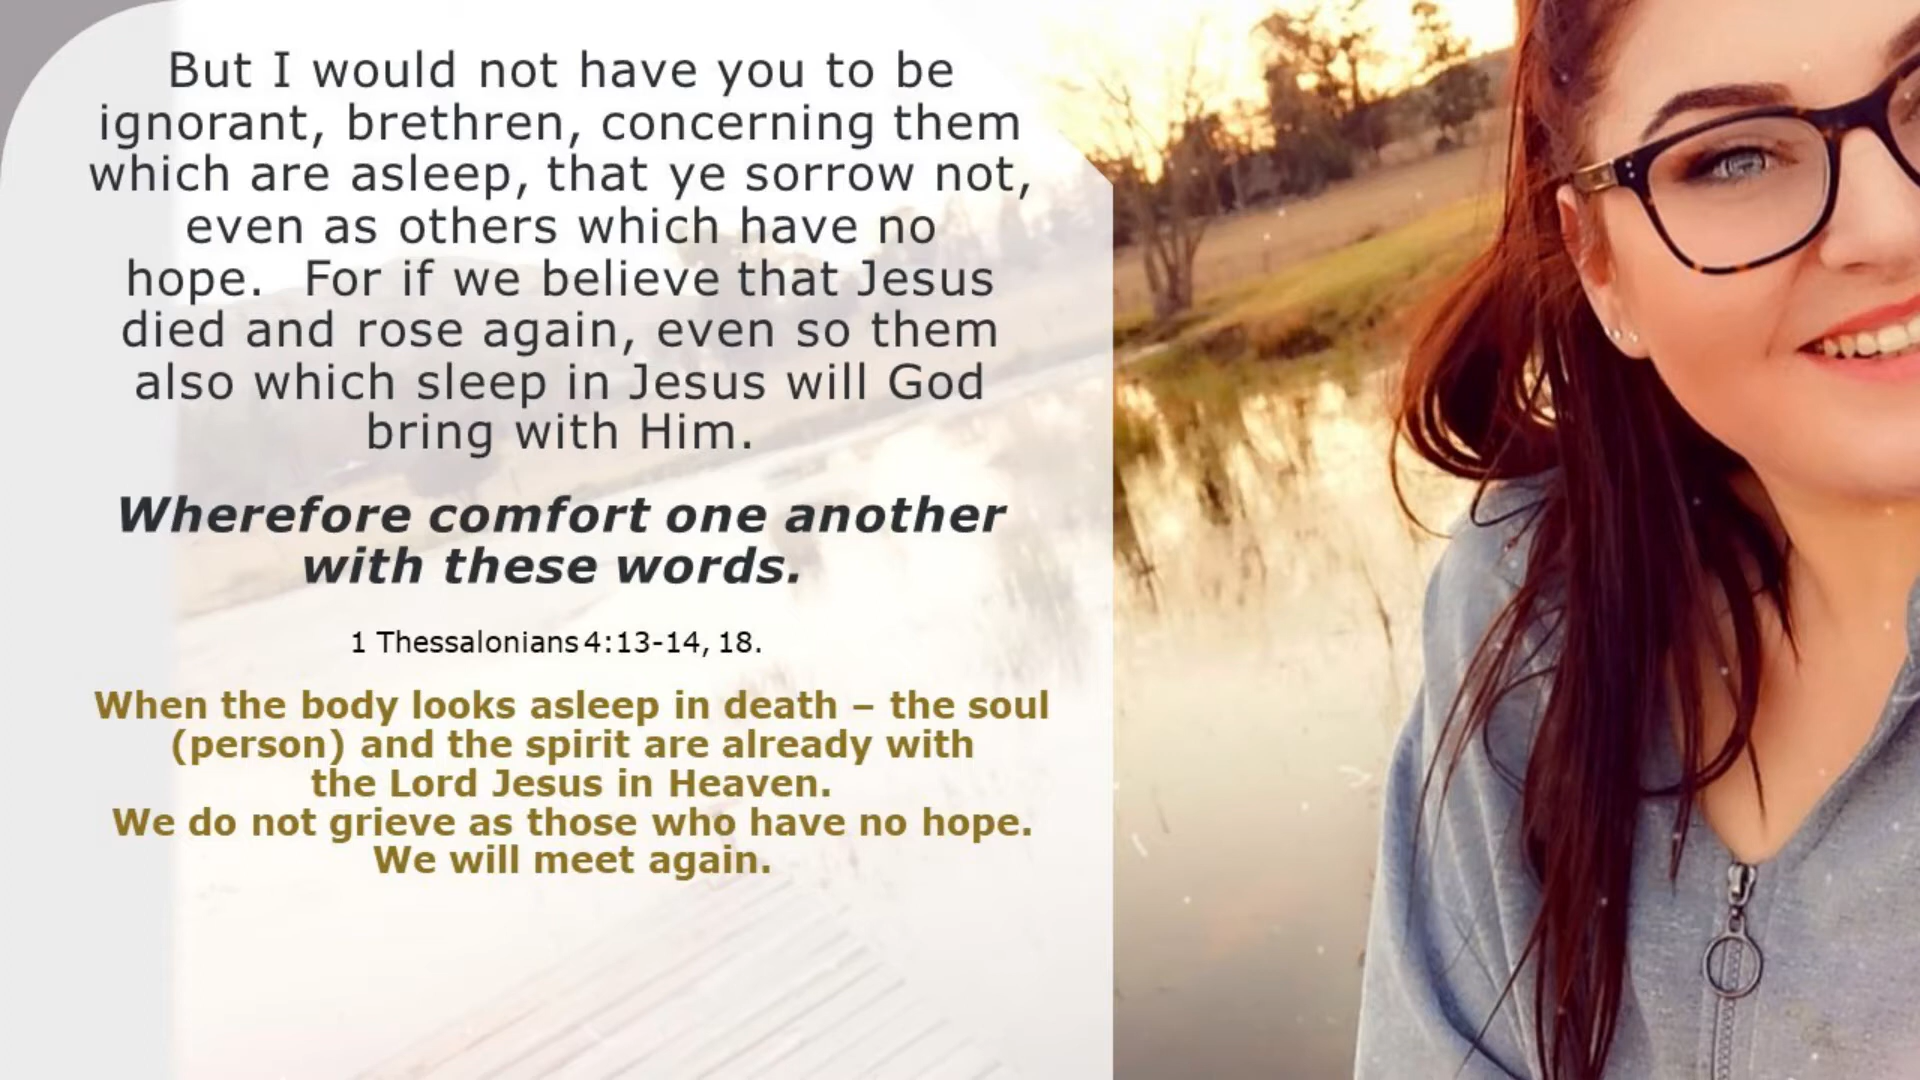 But I would not have you to be
ignorant, brethren, concerning them
which are asleep, that ye sorrow not,
even as others which have no
hope.  For if we believe that Jesus
died and rose again, even so them
also which sleep in Jesus will God
bring with Him.
Wherefore comfort one another
with these words.
1 Thessalonians 4:13-14, 18.
When the body looks asleep in death – the soul
(person) and the spirit are already with
the Lord Jesus in Heaven.
We do not grieve as those who have no hope.
We will meet again.